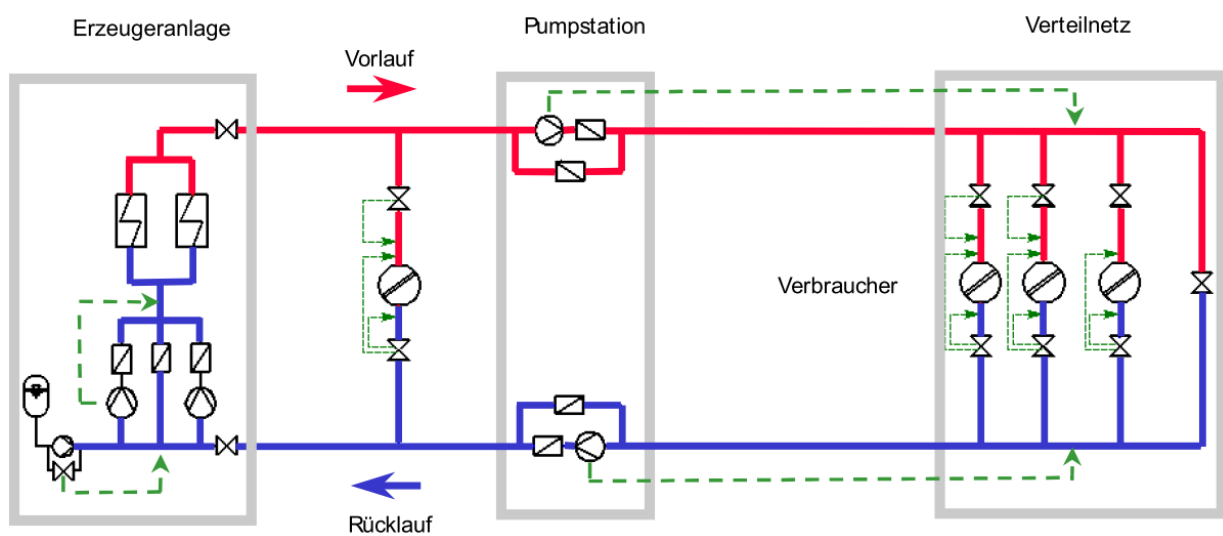 Erzeugeranlage
Pumpstation
Verteilnetz
Vorlauf
Verbraucher
Rücklauf